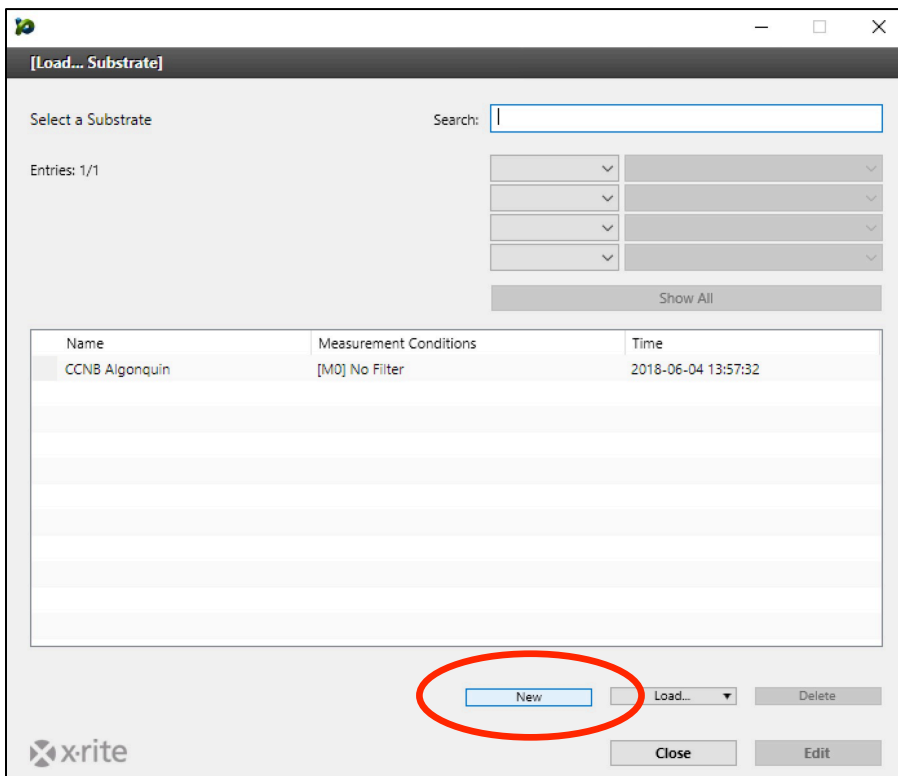 [Load... Substrate]
Select a Substrate
Search:
Entries: 1/1
Show All
Name Measurement Conditions Time
CCNB Algonquin [M0] No Filter 2018-06-04 13:57:32
New Load... Delete
x·rite Close Edit